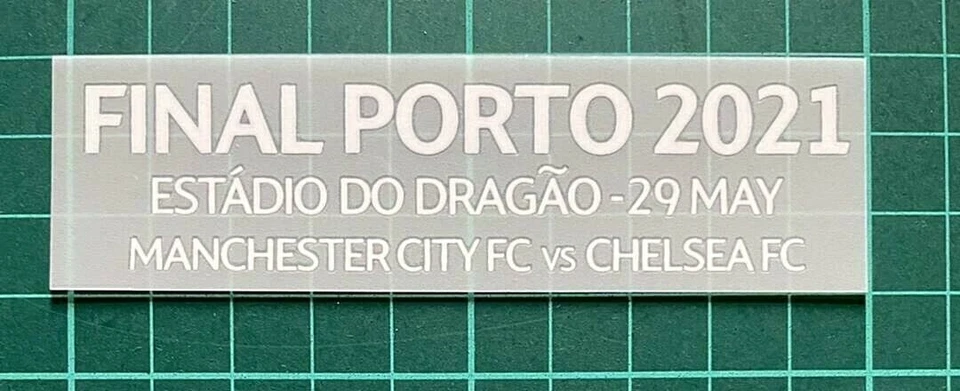 FINAL PORTO 2021
ESTÁDIO DO DRAGÃO -29 MAY
MANCHESTER CITY FC vs CHELSEA FC